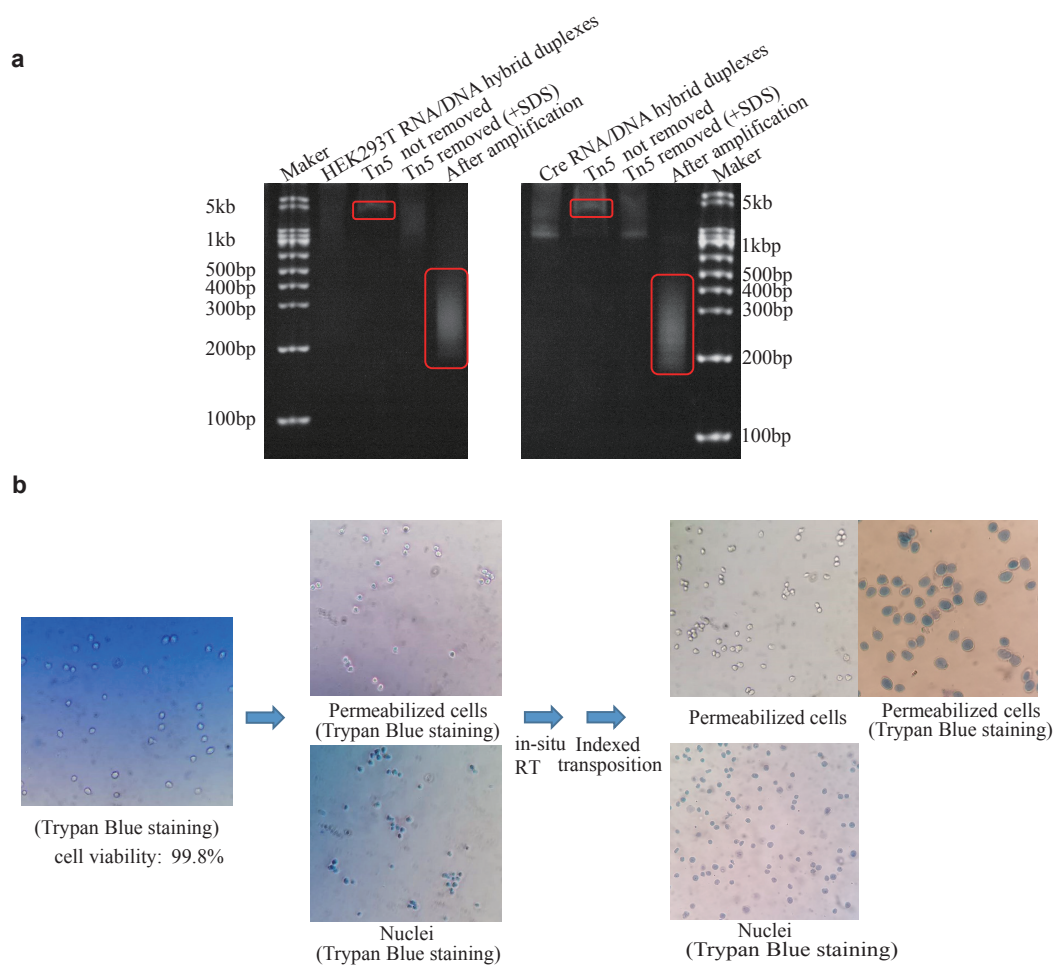 a
Maker
HEK293T RNA/DNA hybrid duplexes
Tn5 not removed
Tn5 removed (+SDS)
After amplification
5kb
1kb
500bp
400bp
300bp
200bp
100bp
Cre RNA/DNA hybrid duplexes
Tn5 not removed
Tn5 removed (+SDS)
After amplification
Maker
5kb
1kbp
500bp
400bp
300bp
200bp
100bp
b
(Trypan Blue staining)
cell viability: 99.8%
Permeabilized cells
(Trypan Blue staining)
Nuclei
(Trypan Blue staining)
in-situ
RT
Indexed
transposition
Permeabilized cells
Permeabilized cells
(Trypan Blue staining)
Nuclei
(Trypan Blue staining)